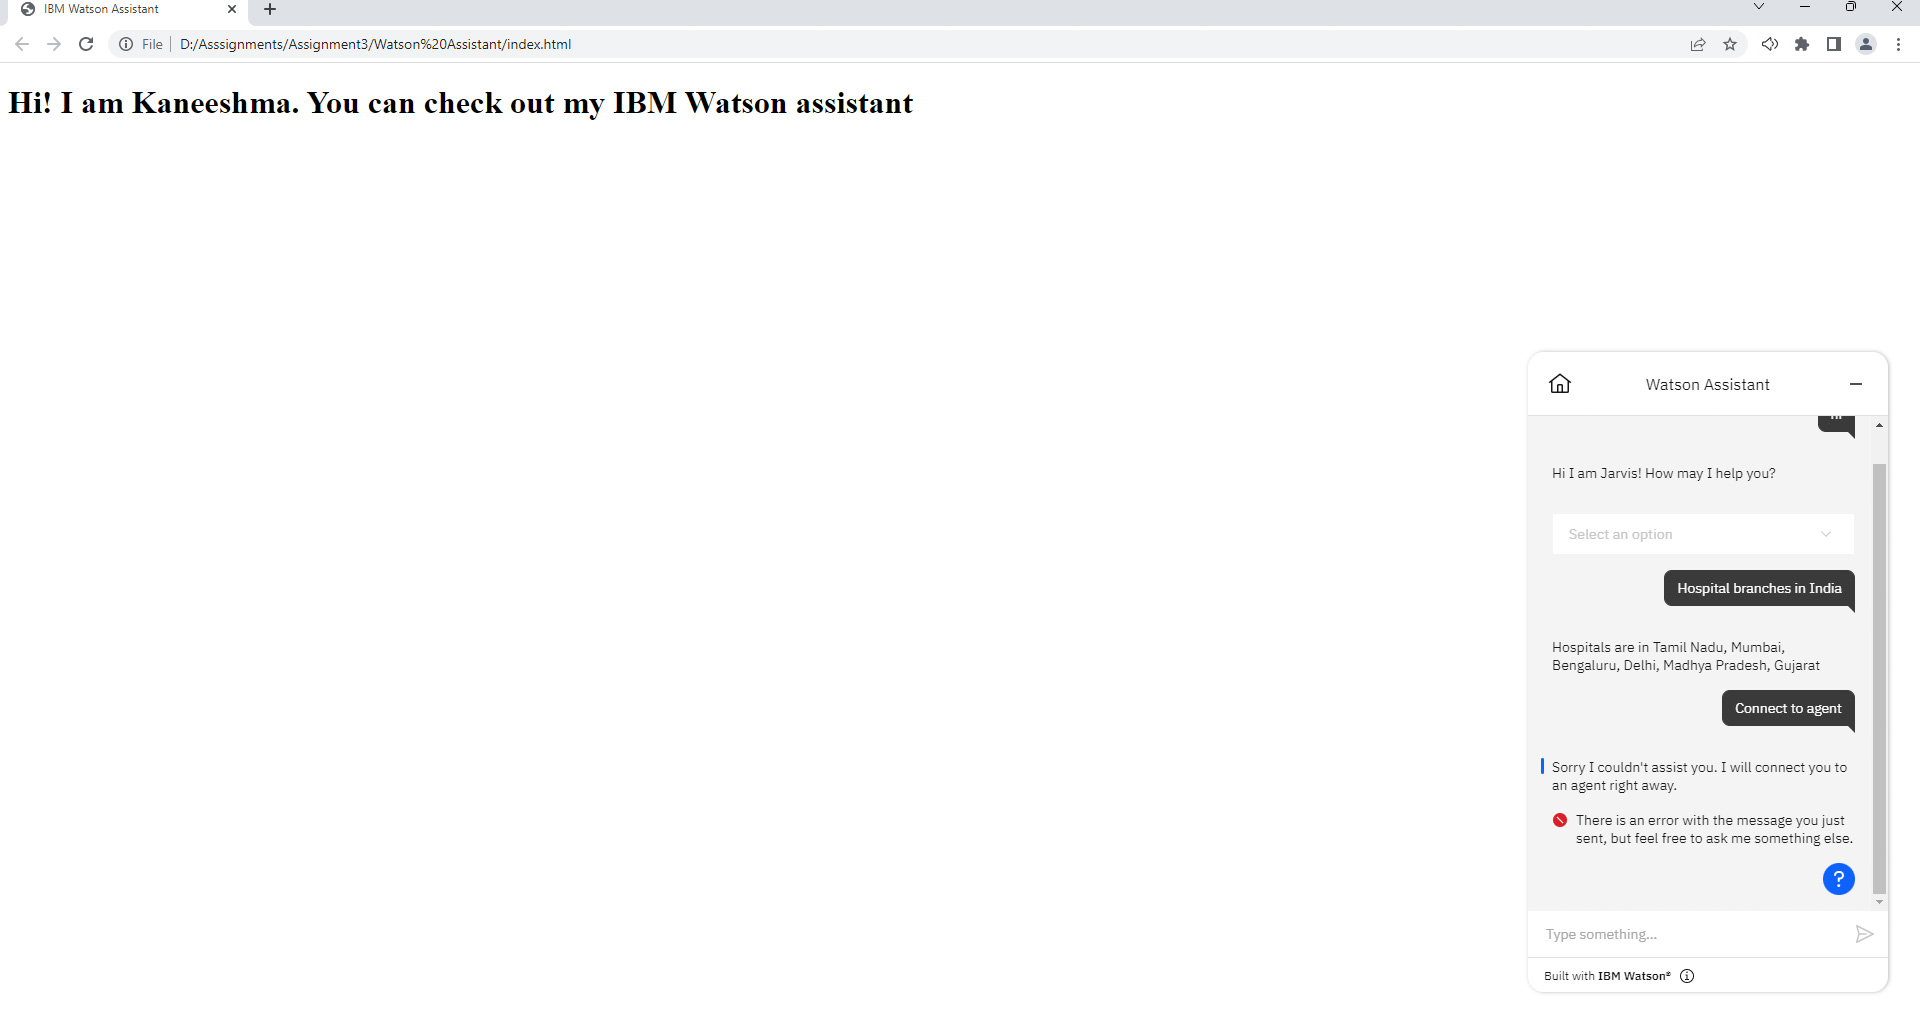 IBM Watson Assistant
File
D:/Asssignments/Assignment3/Watson%20Assistant/index.html
Hi! I am Kaneeshma. You can check out my IBM Watson assistant
Watson Assistant
Hi I am Jarvis! How may I help you?
Select an option
Hospital branches in India
Hospitals are in Tamil Nadu, Mumbai,
Bengaluru, Delhi, Madhya Pradesh, Gujarat
Connect to agent
Sorry I couldn't assist you. I will connect you to
an agent right away.
There is an error with the message you just
sent, but feel free to ask me something else.
?
Type something...
Built with IBM Watson®